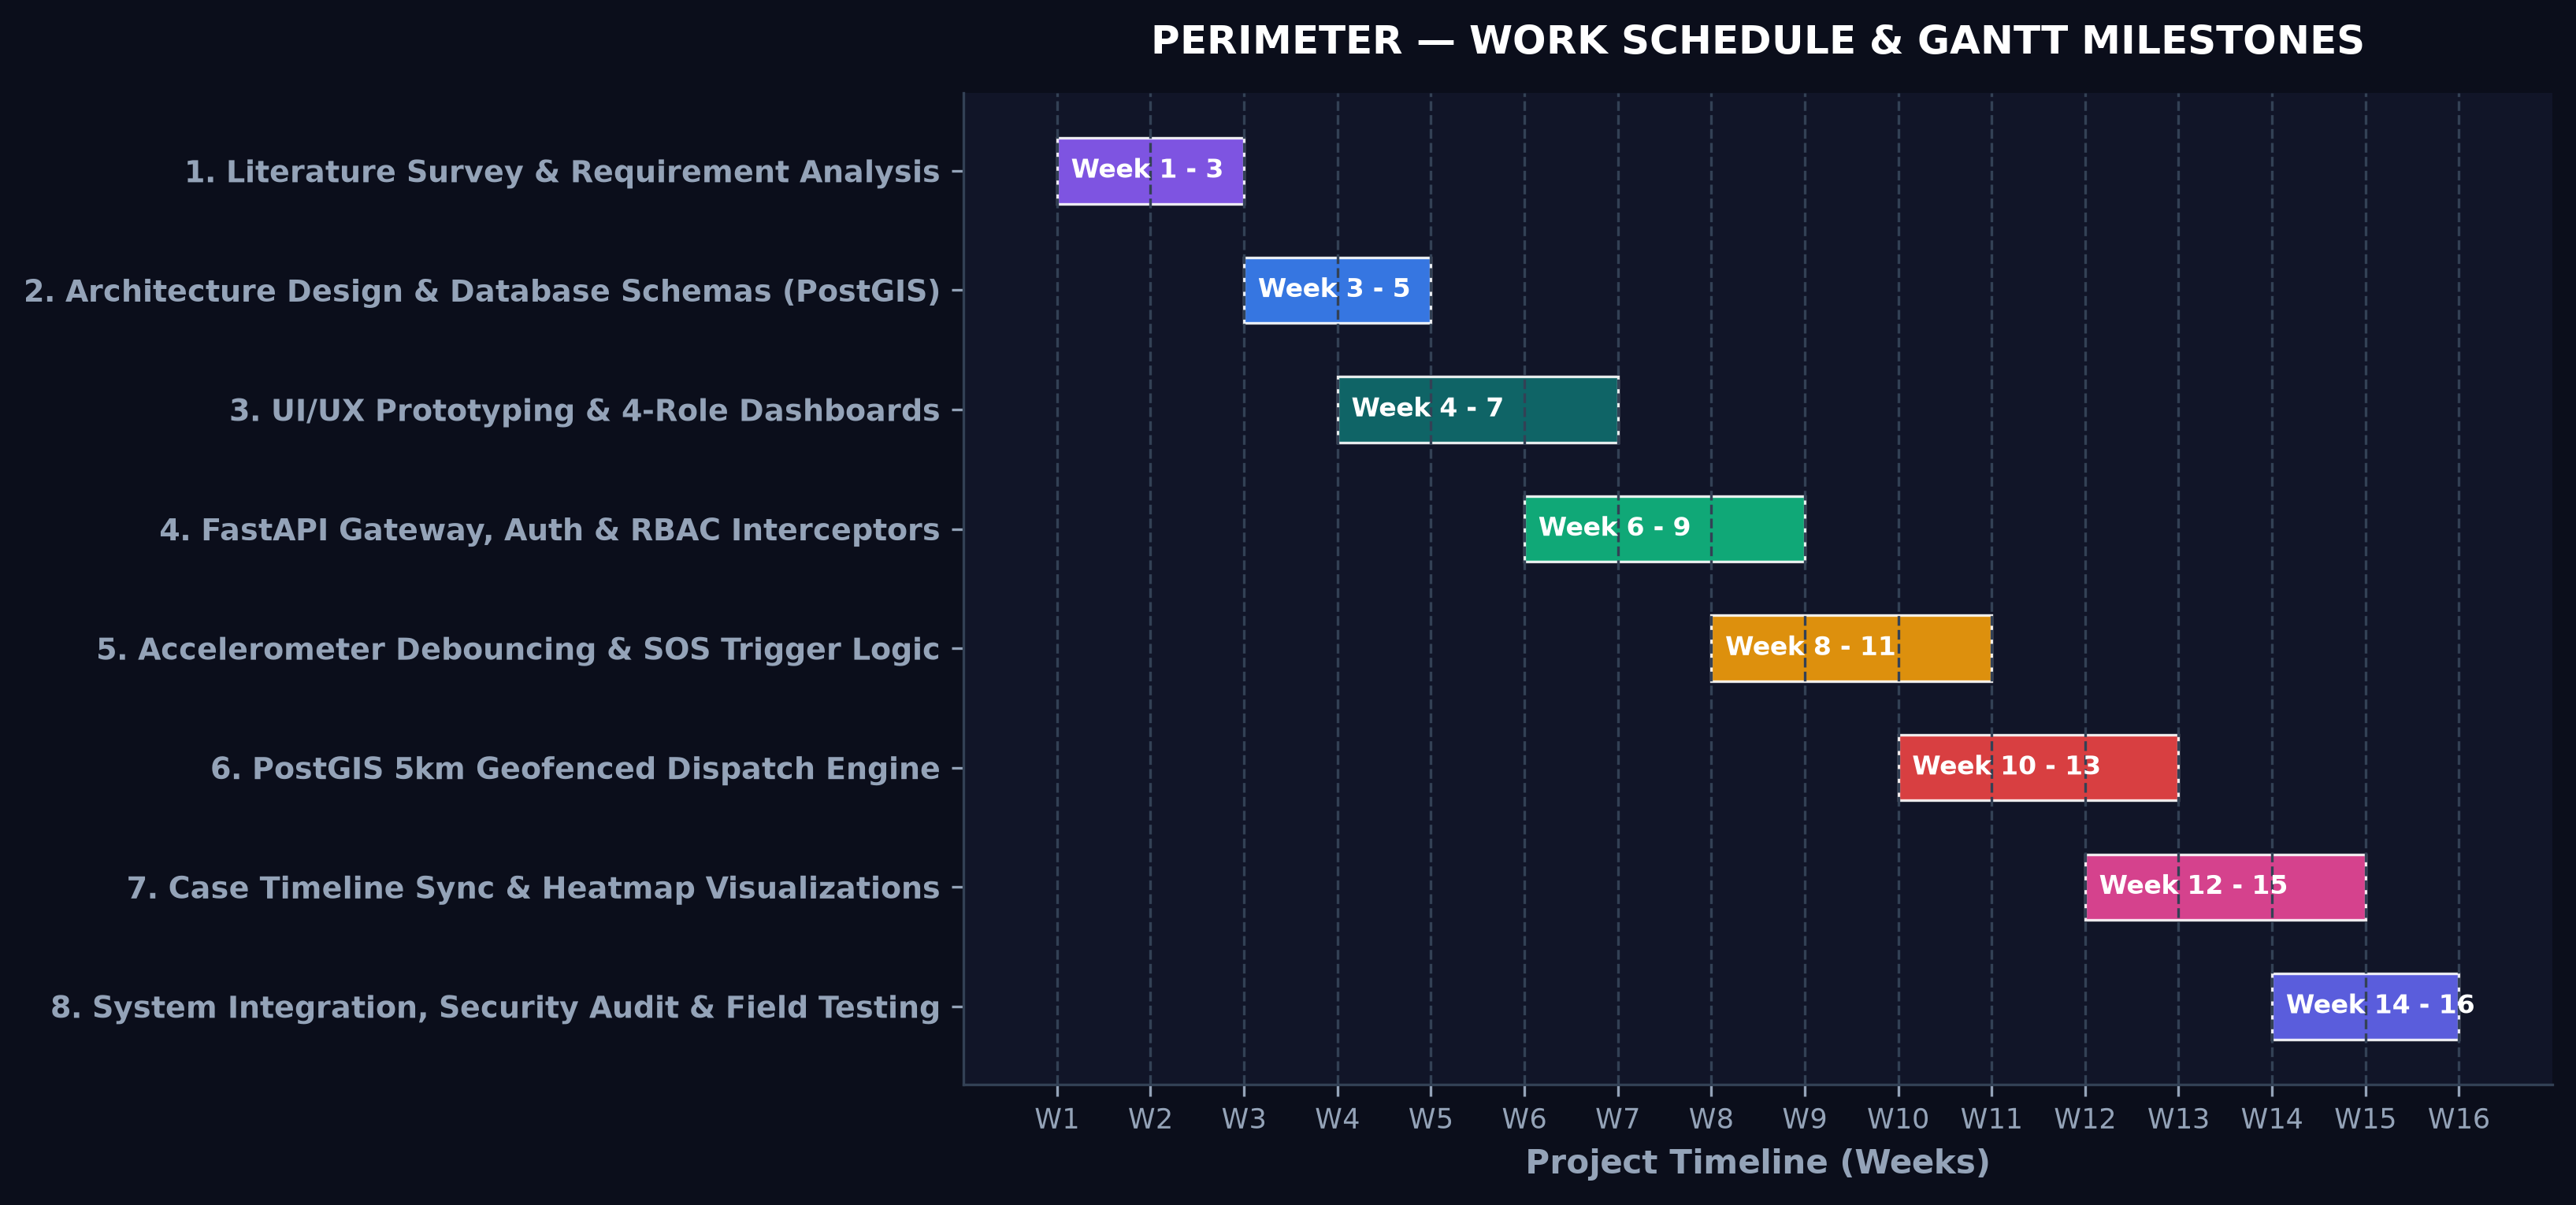 PERIMETER — WORK SCHEDULE & GANTT MILESTONES
1. Literature Survey & Requirement Analysis
Week 1 - 3
2. Architecture Design & Database Schemas (PostGIS)
Week 3 - 5
3. UI/UX Prototyping & 4-Role Dashboards
Week 4 - 7
4. FastAPI Gateway, Auth & RBAC Interceptors
Week 6 - 9
5. Accelerometer Debouncing & SOS Trigger Logic
Week 8 - 11
6. PostGIS 5km Geofenced Dispatch Engine
Week 10 - 13
7. Case Timeline Sync & Heatmap Visualizations
Week 12 - 15
8. System Integration, Security Audit & Field Testing
Week 14 - 16
W1 W2 W3 W4 W5 W6 W7 W8 W9 W10 W11 W12 W13 W14 W15 W16
Project Timeline (Weeks)